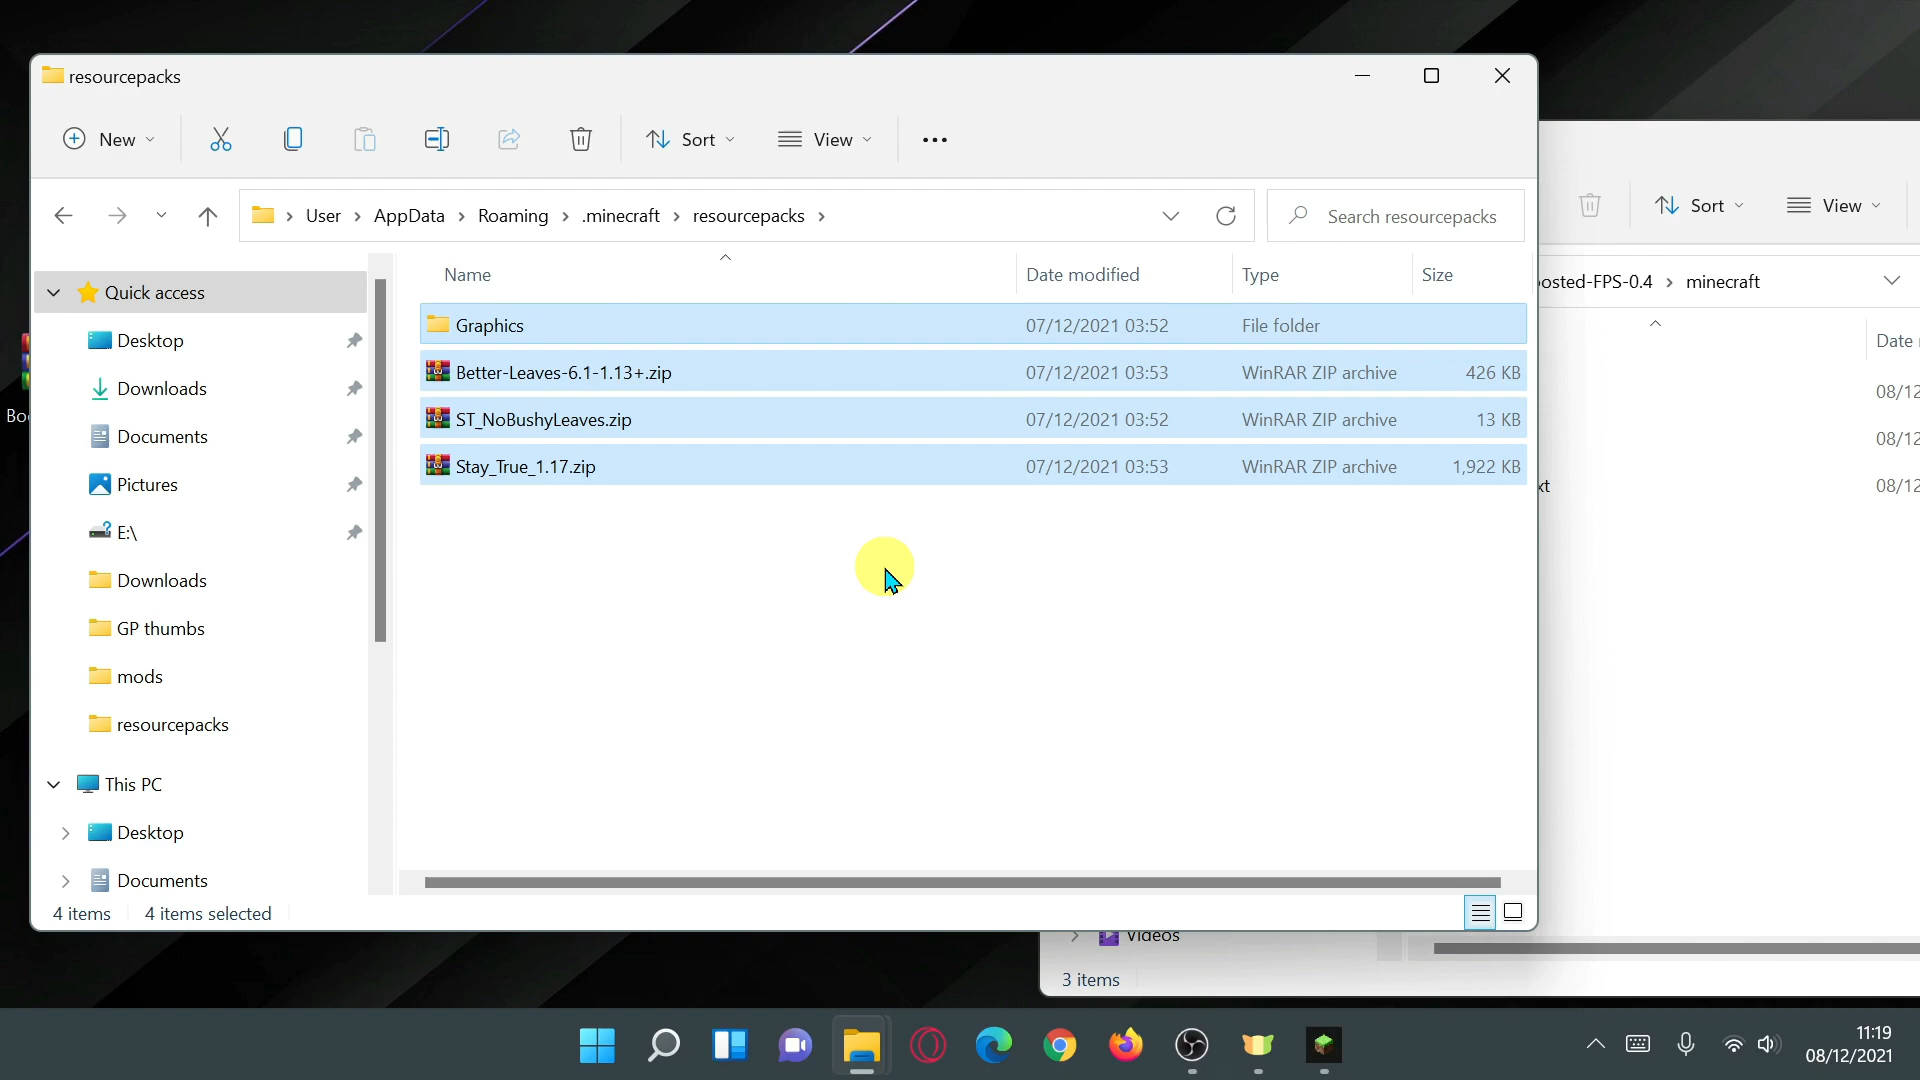 resourcepacks
New
Sort
View
User > AppData > Roaming > .minecraft > resourcepacks >
Search resourcepacks
Name
Date modified
Type
Size
Quick access
Desktop
Downloads
Documents
Pictures
E:\
Downloads
GP thumbs
mods
resourcepacks
This PC
Desktop
Documents
Graphics 07/12/2021 03:52 File folder
Better-Leaves-6.1-1.13+.zip 07/12/2021 03:53 WinRAR ZIP archive 426 KB
ST_NoBushyLeaves.zip 07/12/2021 03:52 WinRAR ZIP archive 13 KB
Stay_True_1.17.zip 07/12/2021 03:53 WinRAR ZIP archive 1,922 KB
4 items
4 items selected
Sort
View
osted-FPS-0.4 > minecraft
Date
08/12
08/12
xt 08/12
Videos
3 items
Boo
11:19
08/12/2021